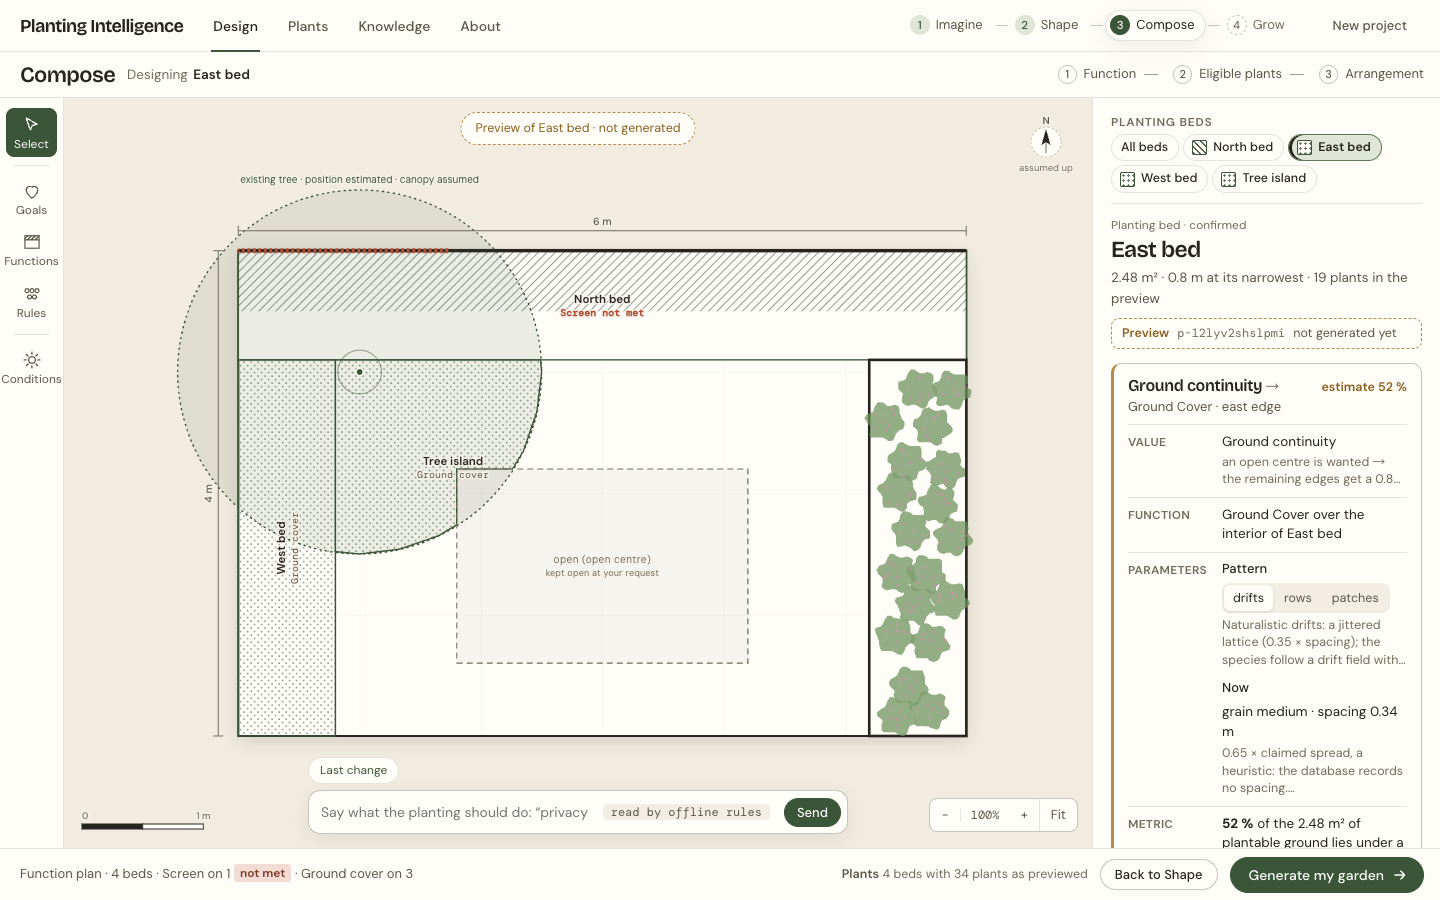 Planting Intelligence
Design
Plants
Knowledge
About
1 Imagine
2 Shape
3 Compose
4 Grow
New project
Compose
Designing East bed
1 Function
2 Eligible plants
3 Arrangement
Select
Goals
Functions
Rules
Conditions
Preview of East bed · not generated
N
assumed up
existing tree · position estimated · canopy assumed
6 m
4 m
North bed
Screen not met
Tree island
Ground cover
West bed
Ground cover
open (open centre)
kept open at your request
Last change
Say what the planting should do: “privacy
read by offline rules
Send
0
1 m
−
100%
+
Fit
PLANTING BEDS
All beds
North bed
East bed
West bed
Tree island
Planting bed · confirmed
East bed
2.48 m² · 0.8 m at its narrowest · 19 plants in the
preview
Preview p-12lyv2shslpmi not generated yet
Ground continuity →
estimate 52 %
Ground Cover · east edge
VALUE
Ground continuity
an open centre is wanted →
the remaining edges get a 0.8…
FUNCTION
Ground Cover over the
interior of East bed
PARAMETERS
Pattern
drifts
rows
patches
Naturalistic drifts: a jittered
lattice (0.35 × spacing); the
species follow a drift field with…
Now
grain medium · spacing 0.34
m
0.65 × claimed spread, a
heuristic: the database records
no spacing.…
METRIC
52 % of the 2.48 m² of
plantable ground lies under a
Function plan · 4 beds · Screen on 1 not met · Ground cover on 3
Plants 4 beds with 34 plants as previewed
Back to Shape
Generate my garden →